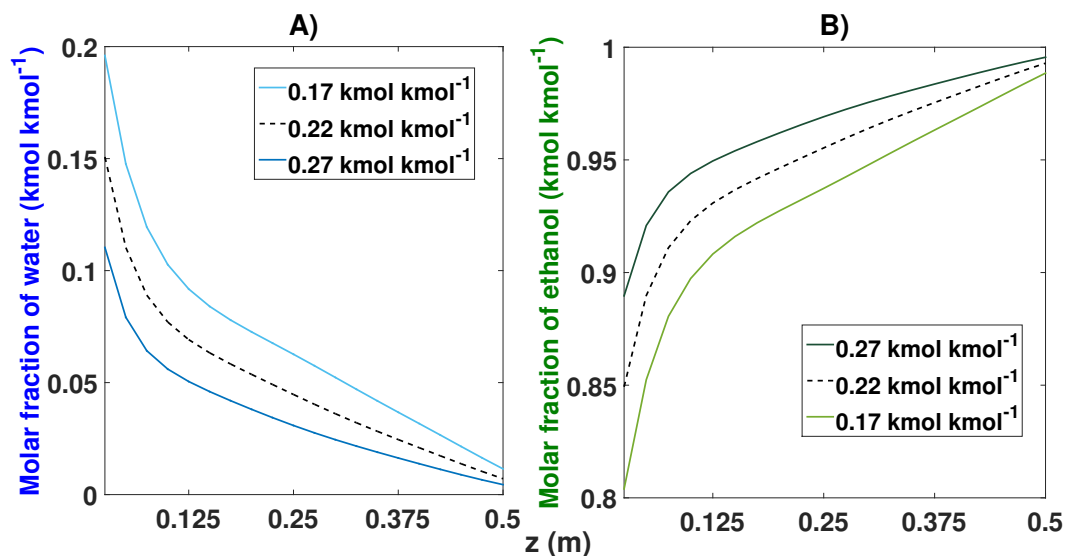 A)
Molar fraction of water (kmol kmol⁻¹)
0.2
0.15
0.1
0.05
0
0.17 kmol kmol⁻¹
0.22 kmol kmol⁻¹
0.27 kmol kmol⁻¹
0.125
0.25
0.375
0.5
B)
Molar fraction of ethanol (kmol kmol⁻¹)
1
0.95
0.9
0.85
0.8
0.27 kmol kmol⁻¹
0.22 kmol kmol⁻¹
0.17 kmol kmol⁻¹
0.125
0.25
0.375
0.5
z (m)